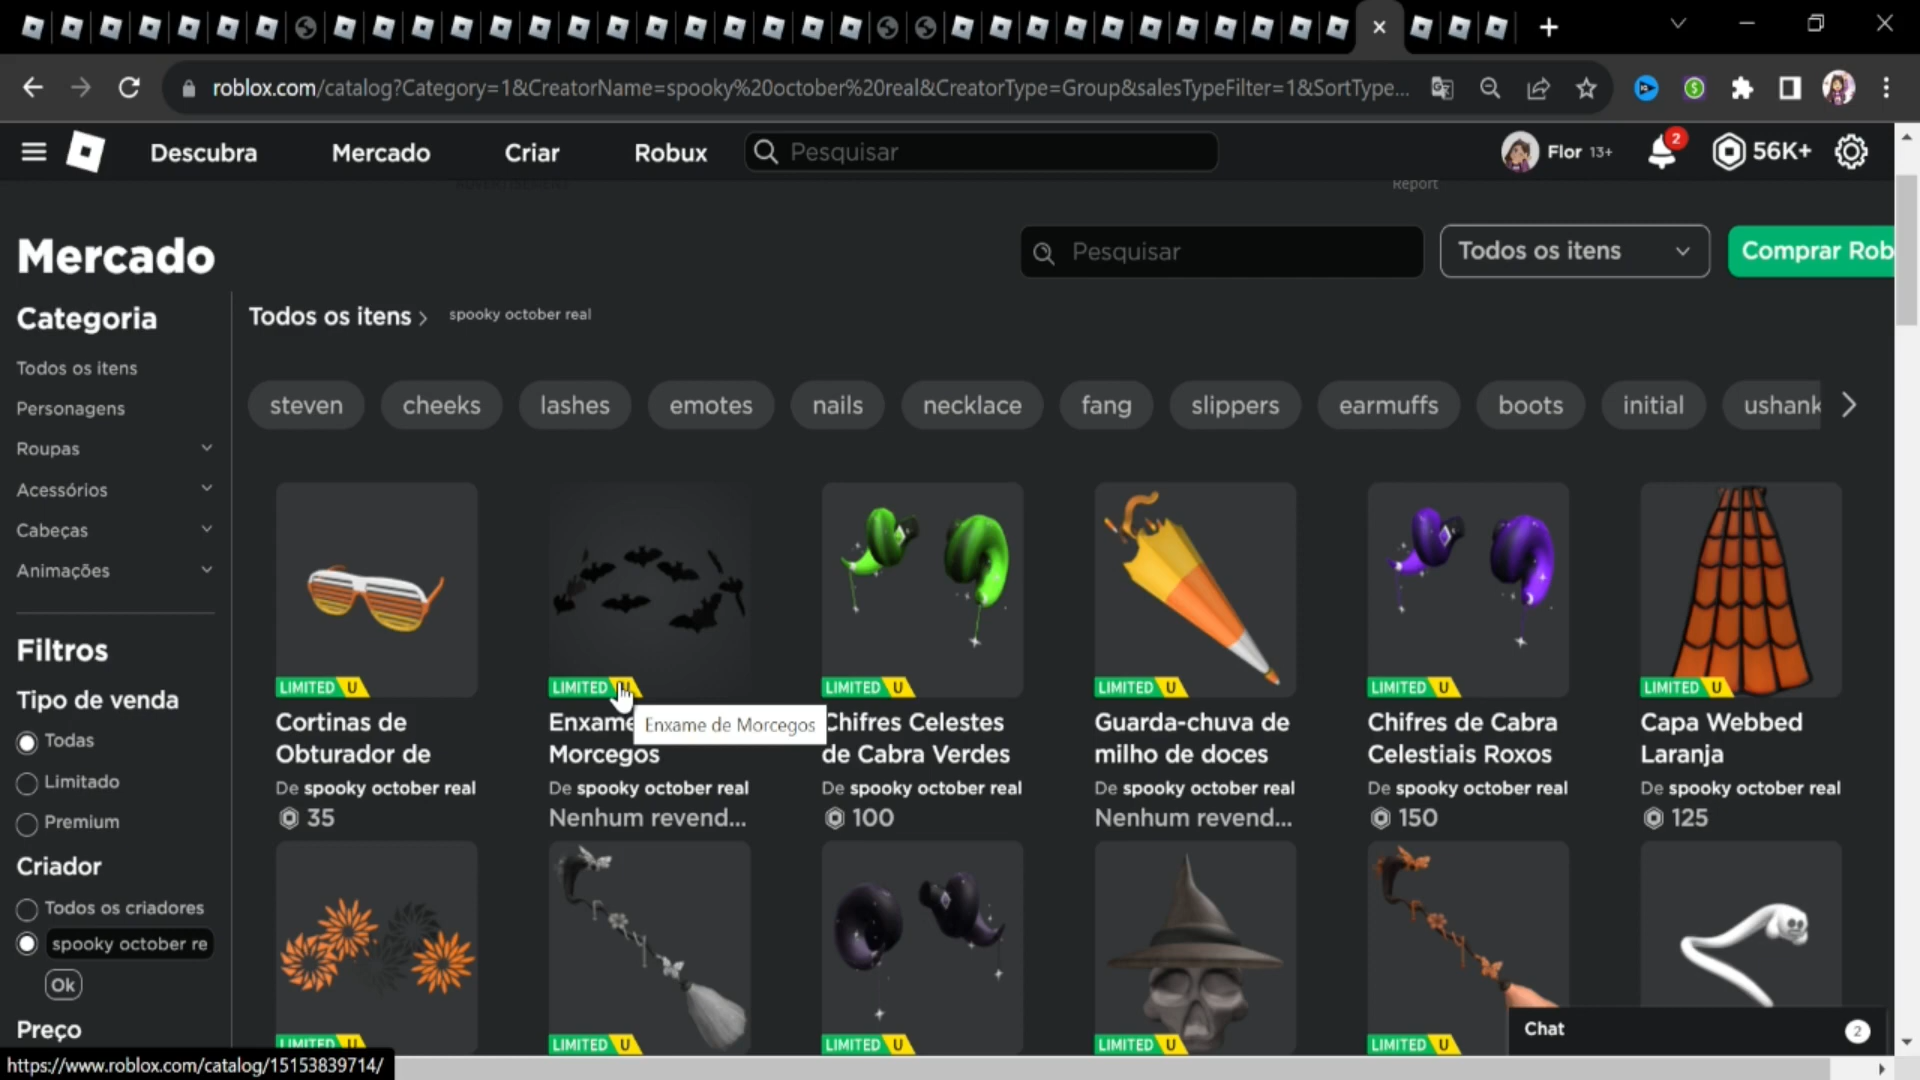 roblox.com/catalog?Category=1&CreatorName=spooky%20october%20real&CreatorType=Group&salesTypeFilter=1&SortType...
Descubra
Mercado
Criar
Robux
Pesquisar
Flor 13+
2
56K+
Report
Mercado
Pesquisar
Todos os itens
Comprar Rob
Categoria
Todos os itens
Personagens
Roupas
Acessórios
Cabeças
Animações
Filtros
Tipo de venda
Todas
Limitado
Premium
Criador
Todos os criadores
spooky october re
Ok
Preço
Todos os itens > spooky october real
steven
cheeks
lashes
emotes
nails
necklace
fang
slippers
earmuffs
boots
initial
ushank
LIMITED U
Cortinas de
Obturador de
De spooky october real
35
LIMITED
Enxame
Morcegos
De spooky october real
Nenhum revend...
Enxame de Morcegos
LIMITED U
Chifres Celestes
de Cabra Verdes
De spooky october real
100
LIMITED U
Guarda-chuva de
milho de doces
De spooky october real
Nenhum revend...
LIMITED U
Chifres de Cabra
Celestiais Roxos
De spooky october real
150
LIMITED U
Capa Webbed
Laranja
De spooky october real
125
LIMITED U
LIMITED U
LIMITED U
LIMITED U
LIMITED U
Chat
2
https://www.roblox.com/catalog/15153839714/